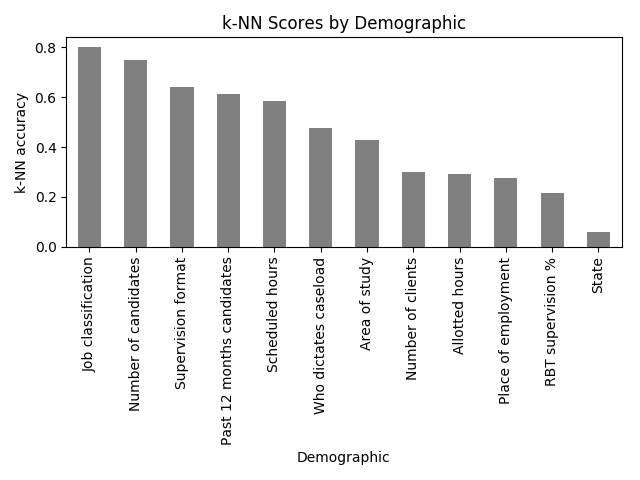 k-NN Scores by Demographic
k-NN accuracy
0.8
0.6
0.4
0.2
0.0
Job classification
Number of candidates
Supervision format
Past 12 months candidates
Scheduled hours
Who dictates caseload
Area of study
Number of clients
Allotted hours
Place of employment
RBT supervision %
State
Demographic